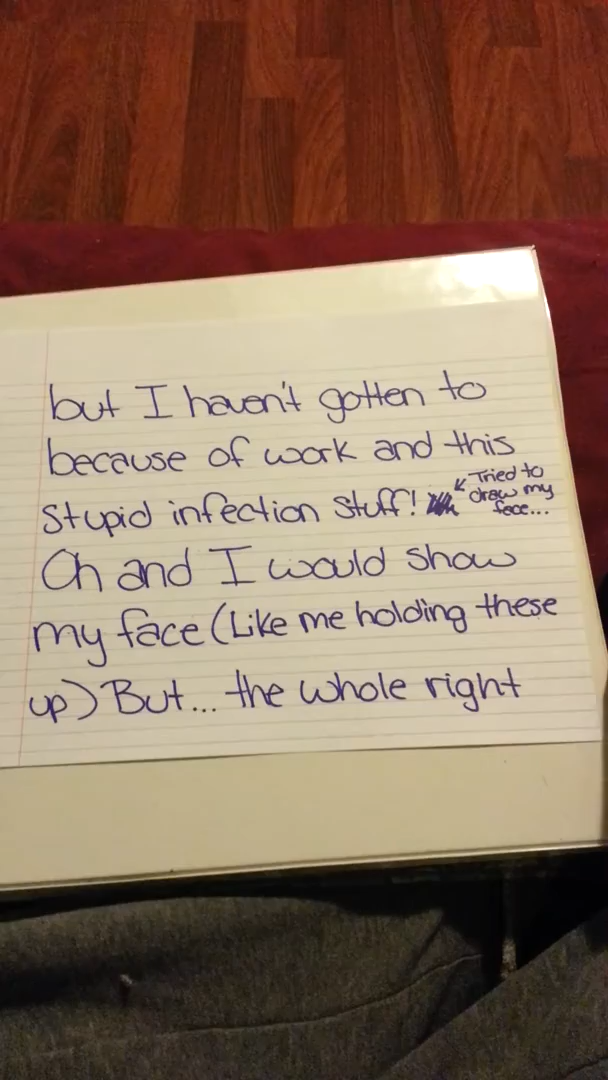 but I haven't gotten to
because of work and this
Stupid infection Stuff!
Tried to
draw my
face...
Oh and I would show
my face (Like me holding these
up) But... the whole right